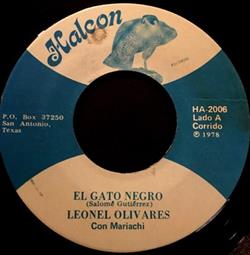 Halcon
RECORDS
P.O. Box 37250
San Antonio,
Texas
HA-2006
Lado A
Corrido
℗ 1978
EL GATO NEGRO
(Salomé Gutiérrez)
LEONEL OLIVARES
Con Mariachi